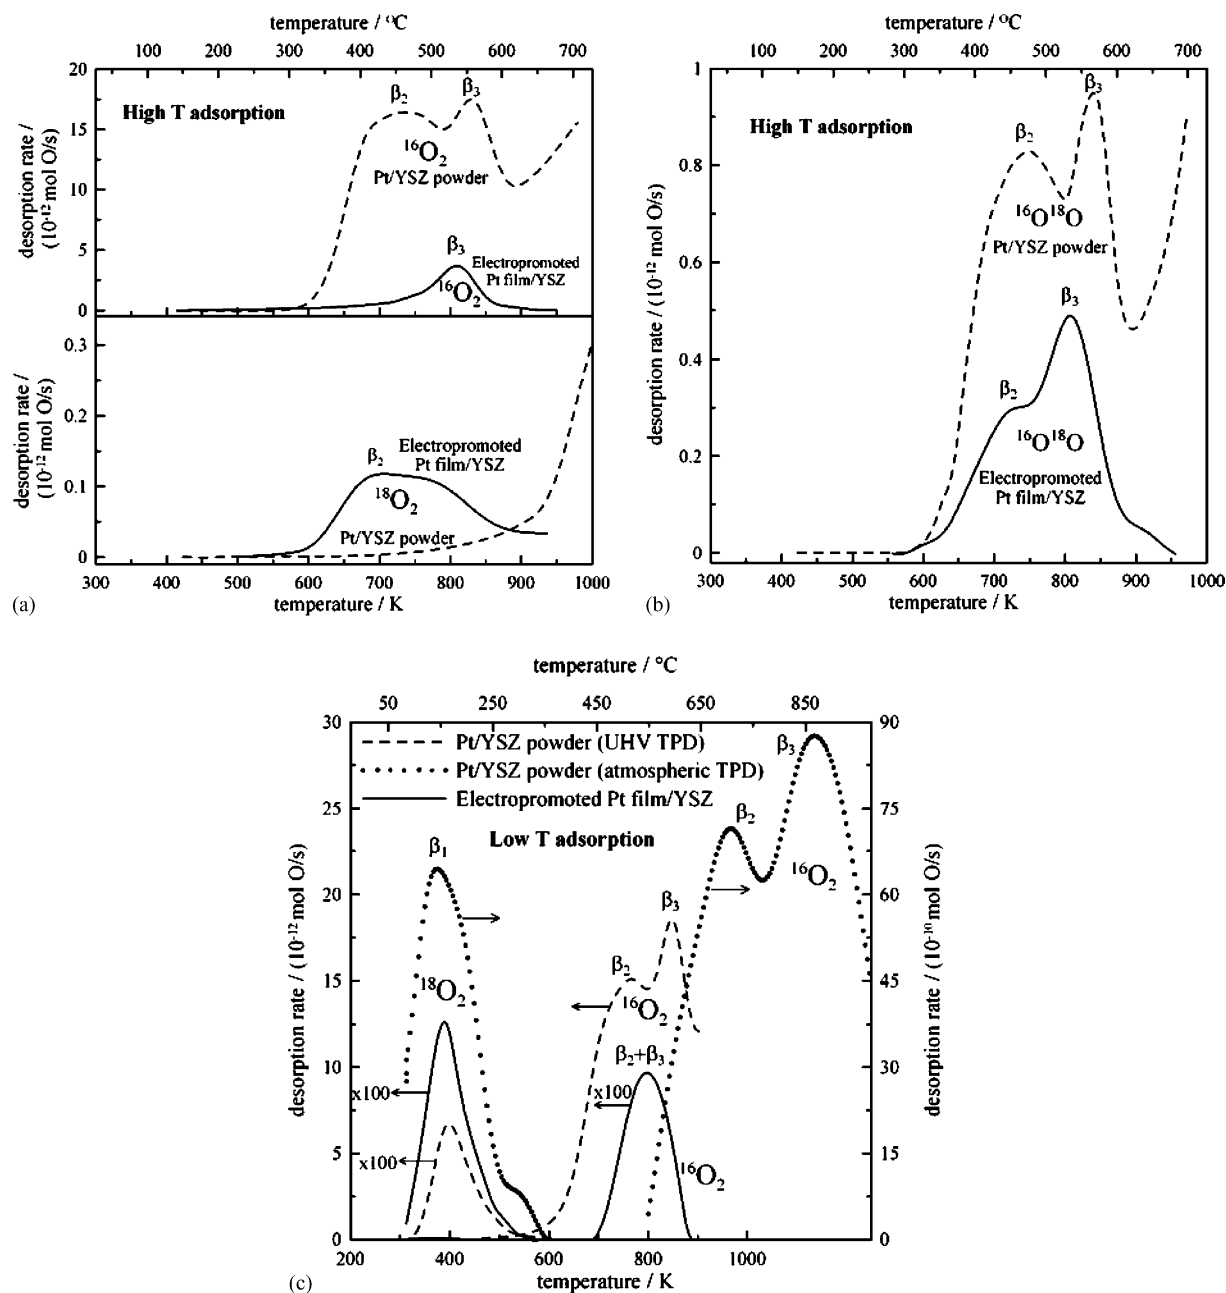 temperature / ᴼC
100 200 300 400 500 600 700
20
15
10
5
0
desorption rate /
(10⁻¹² mol O/s)
High T adsorption
β₂
β₃
¹⁶O₂
Pt/YSZ powder
β₃
Electropromoted
Pt film/YSZ
¹⁶O₂
0.3
0.2
0.1
0
desorption rate /
(10⁻¹² mol O/s)
β₂
Electropromoted
Pt film/YSZ
¹⁸O₂
Pt/YSZ powder
300 400 500 600 700 800 900 1000
temperature / K
(a)
temperature / ᴼC
100 200 300 400 500 600 700
1
0.8
0.6
0.4
0.2
0
desorption rate / (10⁻¹² mol O/s)
High T adsorption
β₃
β₂
¹⁶O¹⁸O
Pt/YSZ powder
β₃
β₂
¹⁶O¹⁸O
Electropromoted
Pt film/YSZ
300 400 500 600 700 800 900 1000
temperature / K
(b)
temperature / °C
50 250 450 650 850
30
25
20
15
10
5
0
desorption rate / (10⁻¹² mol O/s)
Pt/YSZ powder (UHV TPD)
Pt/YSZ powder (atmospheric TPD)
Electropromoted Pt film/YSZ
Low T adsorption
β₃
β₂
β₁
¹⁶O₂
β₃
β₂
¹⁸O₂
¹⁶O₂
β₂+β₃
x100
x100
x100
¹⁶O₂
90
75
60
45
30
15
0
desorption rate / (10⁻¹⁰ mol O/s)
200 400 600 800 1000
temperature / K
(c)